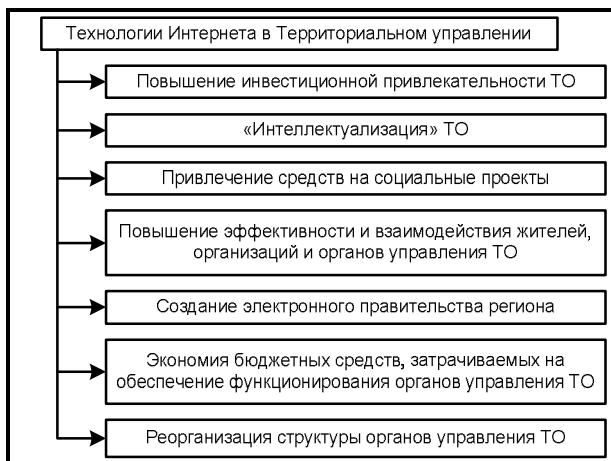 Технологии Интернета в Территориальном управлении
Повышение инвестиционной привлекательности ТО
«Интеллектуализация» ТО
Привлечение средств на социальные проекты
Повышение эффективности и взаимодействия жителей,
организаций и органов управления ТО
Создание электронного правительства региона
Экономия бюджетных средств, затрачиваемых на
обеспечение функционирования органов управления ТО
Реорганизация структуры органов управления ТО